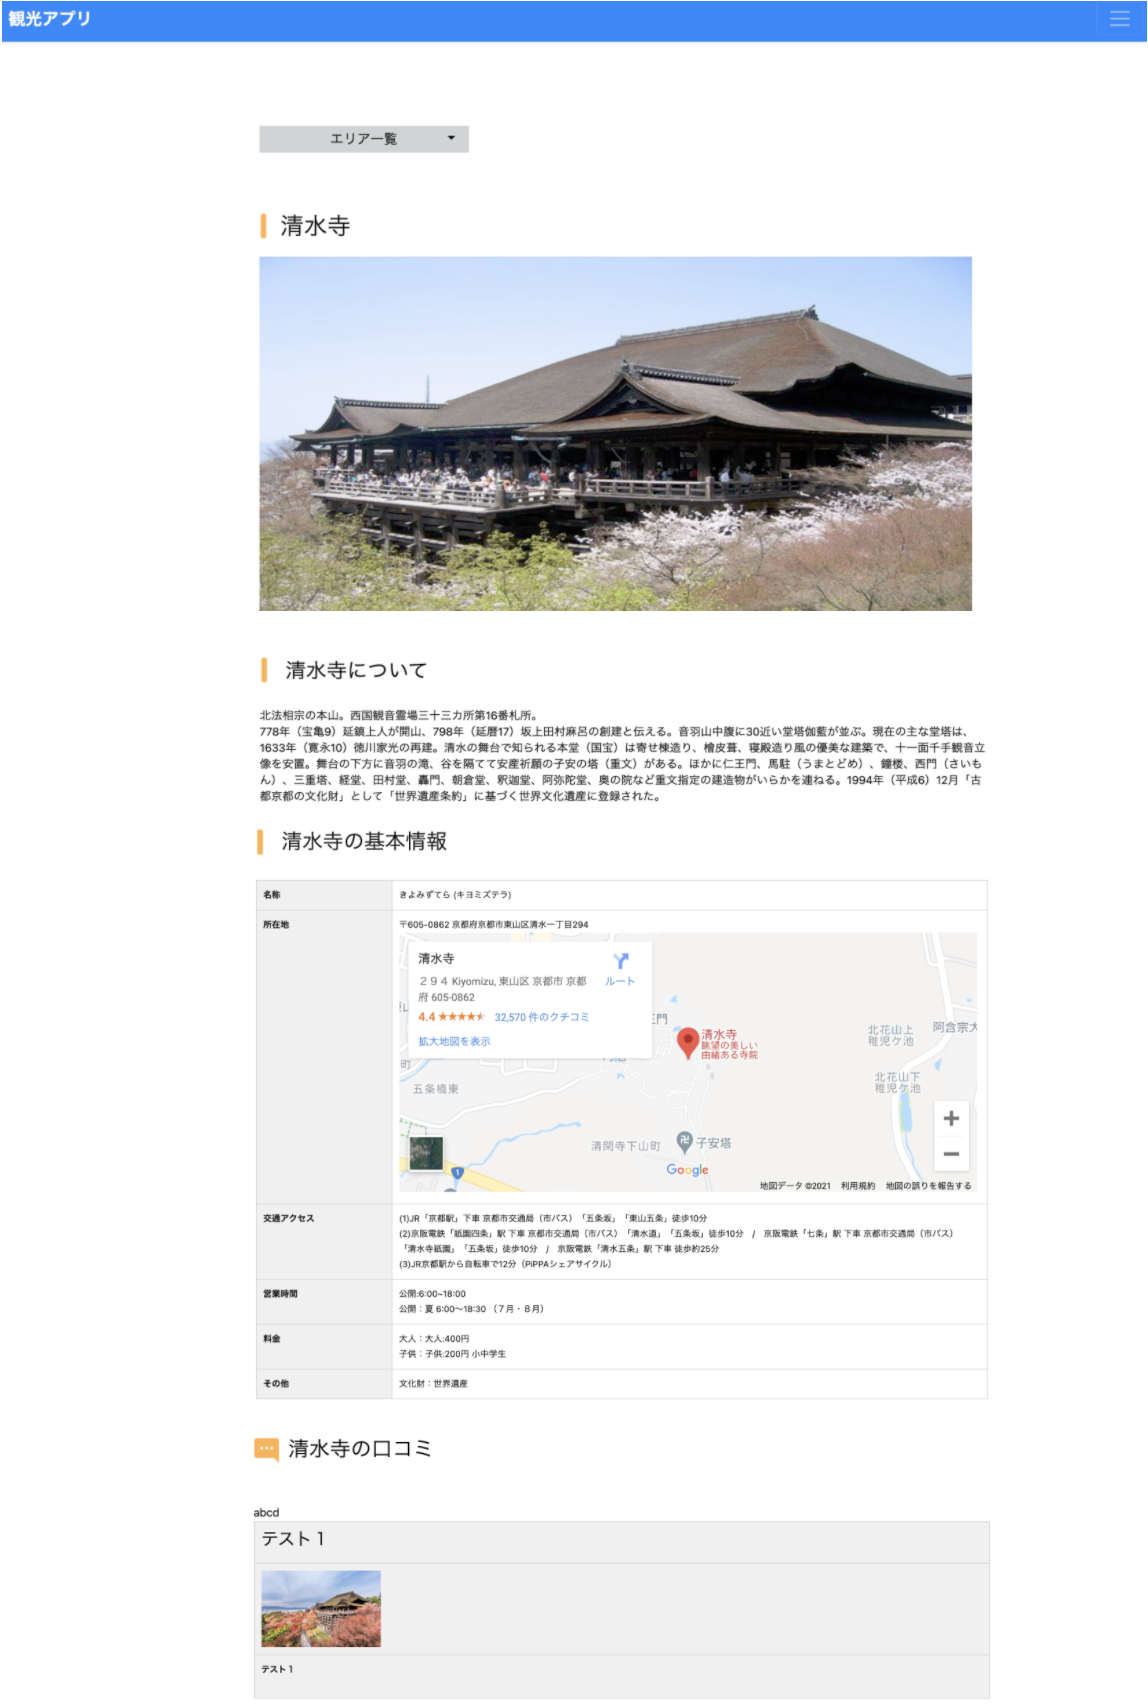 観光アプリ
エリア一覧
清水寺
清水寺について
北法相宗の本山。西国観音霊場三十三カ所第16番札所。
778年（宝亀9）延鎮上人が開山、798年（延暦17）坂上田村麻呂の創建と伝える。音羽山中腹に30近い堂塔伽藍が並ぶ。現在の主な堂塔は、
1633年（寛永10）徳川家光の再建。清水の舞台で知られる本堂（国宝）は寄せ棟造り、檜皮葺、寝殿造り風の優美な建築で、十一面千手観音立
像を安置。舞台の下方に音羽の滝、谷を隔てて安産祈願の子安の塔（重文）がある。ほかに仁王門、馬駐（うまとどめ）、鐘楼、西門（さいも
ん）、三重塔、経堂、田村堂、轟門、朝倉堂、釈迦堂、阿弥陀堂、奥の院など重文指定の建造物がいらかを連ねる。1994年（平成6）12月「古
都京都の文化財」として「世界遺産条約」に基づく世界文化遺産に登録された。
清水寺の基本情報
名称
きよみずてら (キヨミズテラ)
所在地
〒605-0862 京都府京都市東山区清水一丁目294
清水寺
２９４ Kiyomizu, 東山区 京都市 京都
府 605-0862
ルート
4.4 ★★★★★ 32,570 件のクチコミ
拡大地図を表示
清水寺
眺望の美しい
由緒ある寺院
北花山上
稚児ケ池
阿含宗大
北花山下
稚児ケ池
五条橋東
清閑寺下山町
子安塔
1
Google
地図データ ©2021 利用規約 地図の誤りを報告する
交通アクセス
(1)JR「京都駅」下車 京都市交通局（市バス）「五条坂」「東山五条」徒歩10分
(2)京阪電鉄「祇園四条」駅 下車 京都市交通局（市バス）「清水道」「五条坂」徒歩10分 / 京阪電鉄「七条」駅 下車 京都市交通局（市バス）
「清水寺祇園」「五条坂」徒歩10分 / 京阪電鉄「清水五条」駅 下車 徒歩約25分
(3)JR京都駅から自転車で12分（PiPPAシェアサイクル）
営業時間
公開:6:00~18:00
公開：夏 6:00〜18:30 （７月・８月）
料金
大人：大人:400円
子供：子供:200円 小中学生
その他
文化財：世界遺産
清水寺の口コミ
abcd
テスト１
テスト１